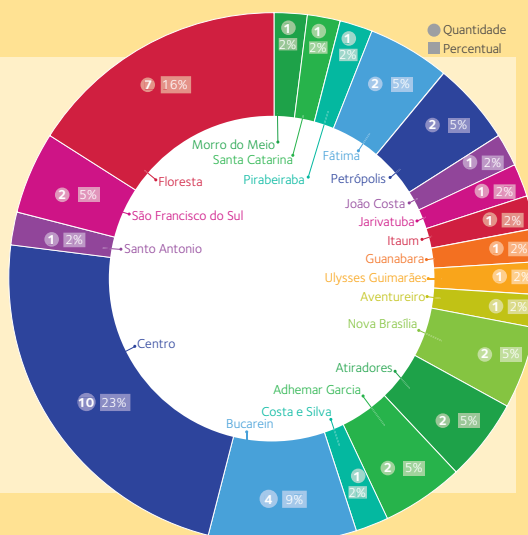 Quantidade
Percentual
1
2%
Morro do Meio
1
2%
Santa Catarina
1
2%
Pirabeiraba
2 5%
Fátima
2 5%
Petrópolis
1 2%
João Costa
1 2%
Jarivatuba
1 2%
Itaum
1 2%
Guanabara
1 2%
Ulysses Guimarães
1 2%
Aventureiro
2 5%
Nova Brasília
2 5%
Atiradores
2 5%
Adhemar Garcia
1
2%
Costa e Silva
4 9%
Bucarein
10 23%
Centro
1 2%
Santo Antonio
2 5%
São Francisco do Sul
7 16%
Floresta